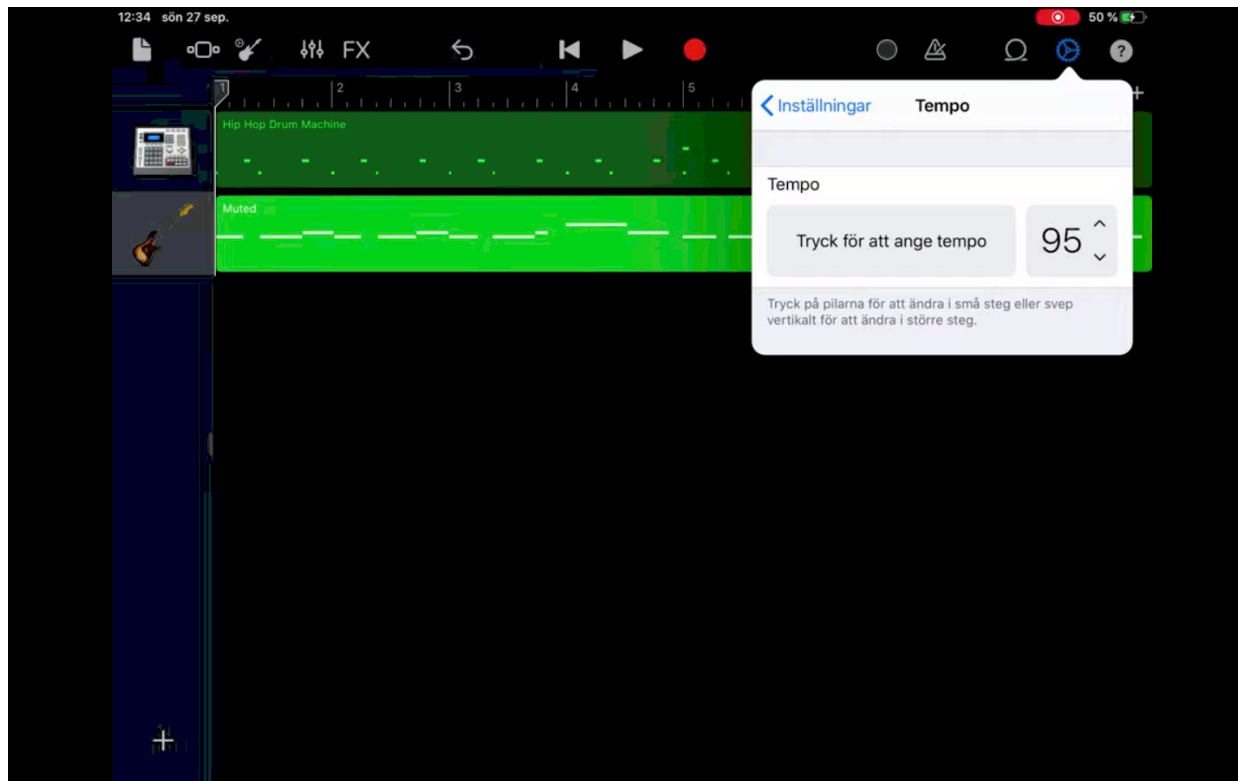 12:34 sön 27 sep.
50 %
FX
?
1 2 3 4 5
+
Inställningar Tempo
Hip Hop Drum Machine
Tempo
Muted
Tryck för att ange tempo 95
Tryck på pilarna för att ändra i små steg eller svep
vertikalt för att ändra i större steg.
+